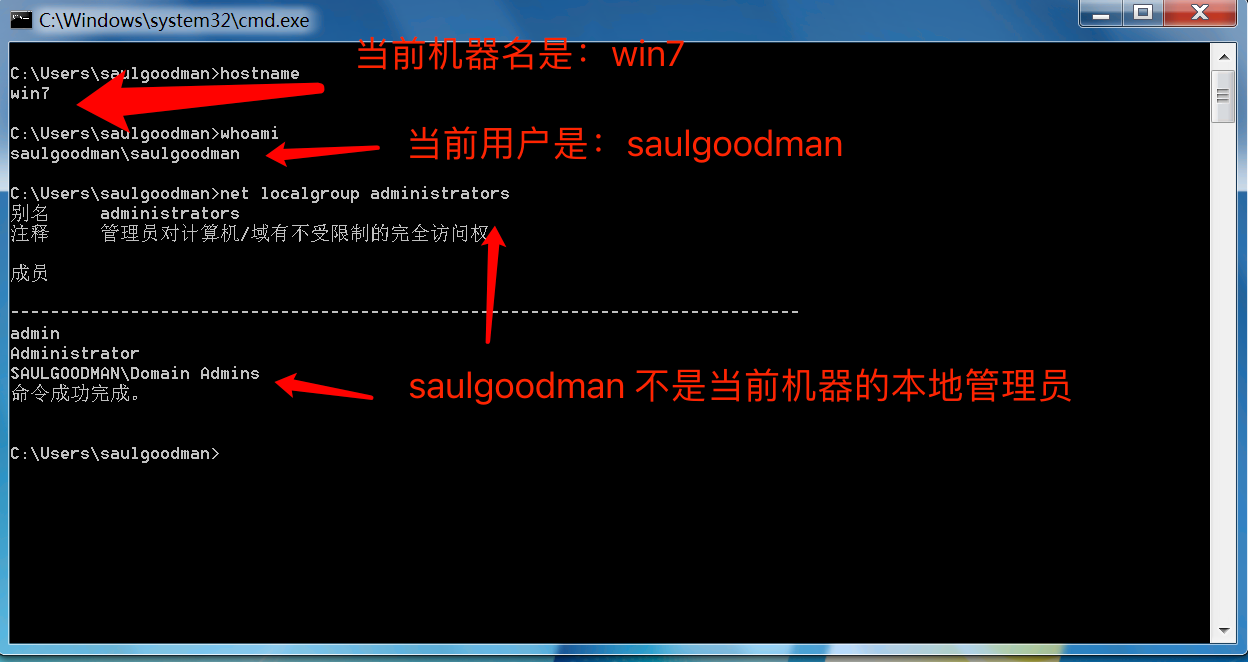 C:\Windows\system32\cmd.exe
当前机器名是：win7
C:\Users\saulgoodman>hostname
win7
C:\Users\saulgoodman>whoami
saulgoodman\saulgoodman
当前用户是：saulgoodman
C:\Users\saulgoodman>net localgroup administrators
别名 administrators
注释 管理员对计算机/域有不受限制的完全访问权
成员
-------------------------------------------------------------------------------
admin
Administrator
SAULGOODMAN\Domain Admins
saulgoodman 不是当前机器的本地管理员
命令成功完成。
C:\Users\saulgoodman>